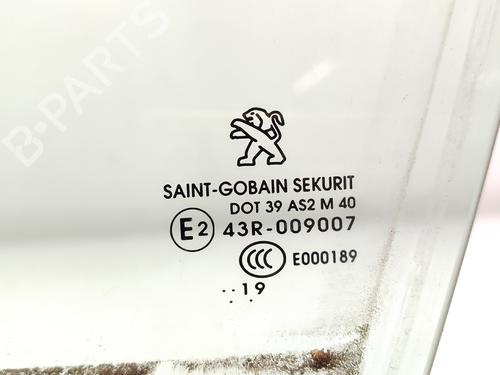 B-PARTS
SAINT-GOBAIN SEKURIT
DOT 39 AS2 M 40
E2 43R-009007
CCC E000189
..19
. .